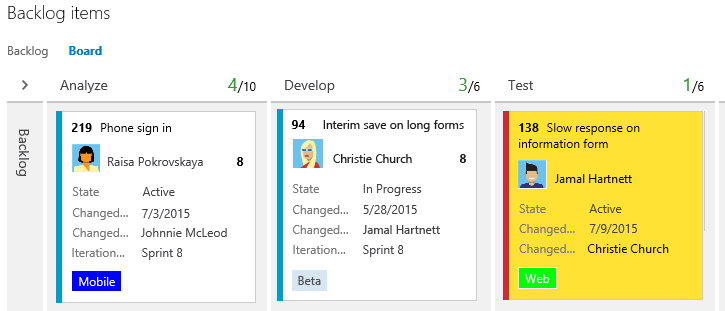 Backlog items
Backlog Board
Analyze 4/10
Develop 3/6
Test 1/6
Backlog
219 Phone sign in
Raisa Pokrovskaya 8
State Active
Changed... 7/3/2015
Changed... Johnnie McLeod
Iteration... Sprint 8
Mobile
94 Interim save on long forms
Christie Church 8
State In Progress
Changed... 5/28/2015
Changed... Jamal Hartnett
Iteration... Sprint 8
Beta
138 Slow response on
information form
Jamal Hartnett
State Active
Changed... 7/9/2015
Changed... Christie Church
Web